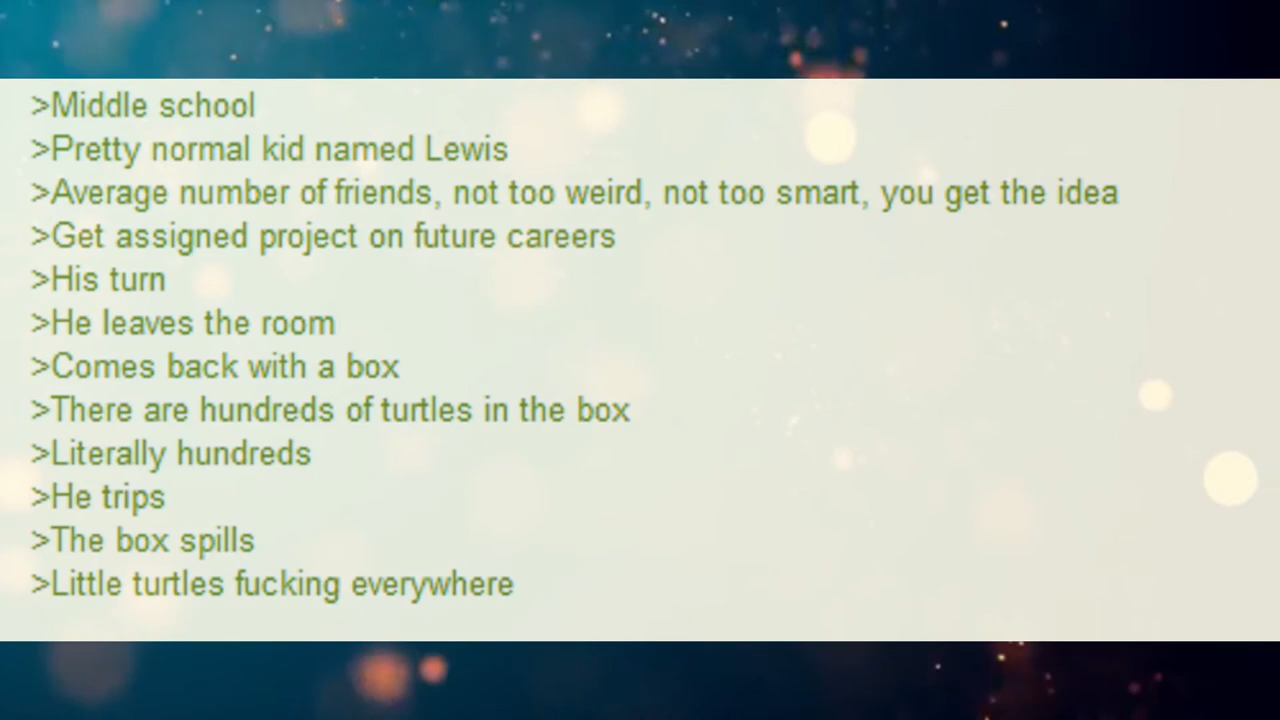 >Middle school
>Pretty normal kid named Lewis
>Average number of friends, not too weird, not too smart, you get the idea
>Get assigned project on future careers
>His turn
>He leaves the room
>Comes back with a box
>There are hundreds of turtles in the box
>Literally hundreds
>He trips
>The box spills
>Little turtles fucking everywhere